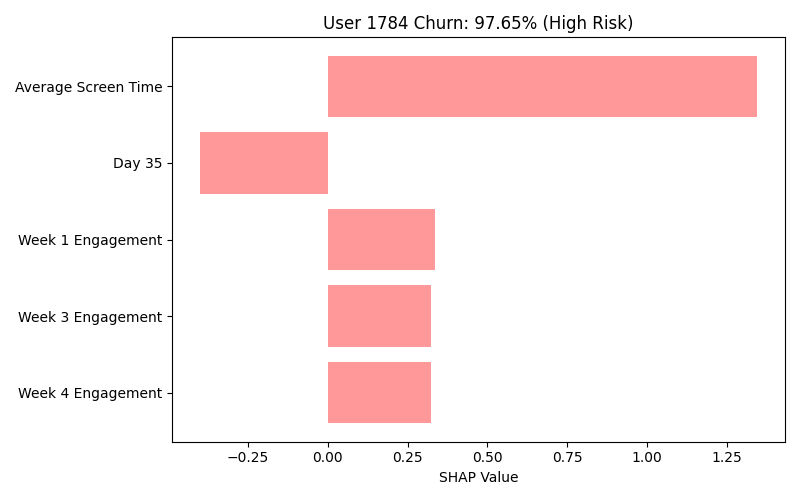 User 1784 Churn: 97.65% (High Risk)
Average Screen Time
Day 35
Week 1 Engagement
Week 3 Engagement
Week 4 Engagement
−0.25 0.00 0.25 0.50 0.75 1.00 1.25
SHAP Value